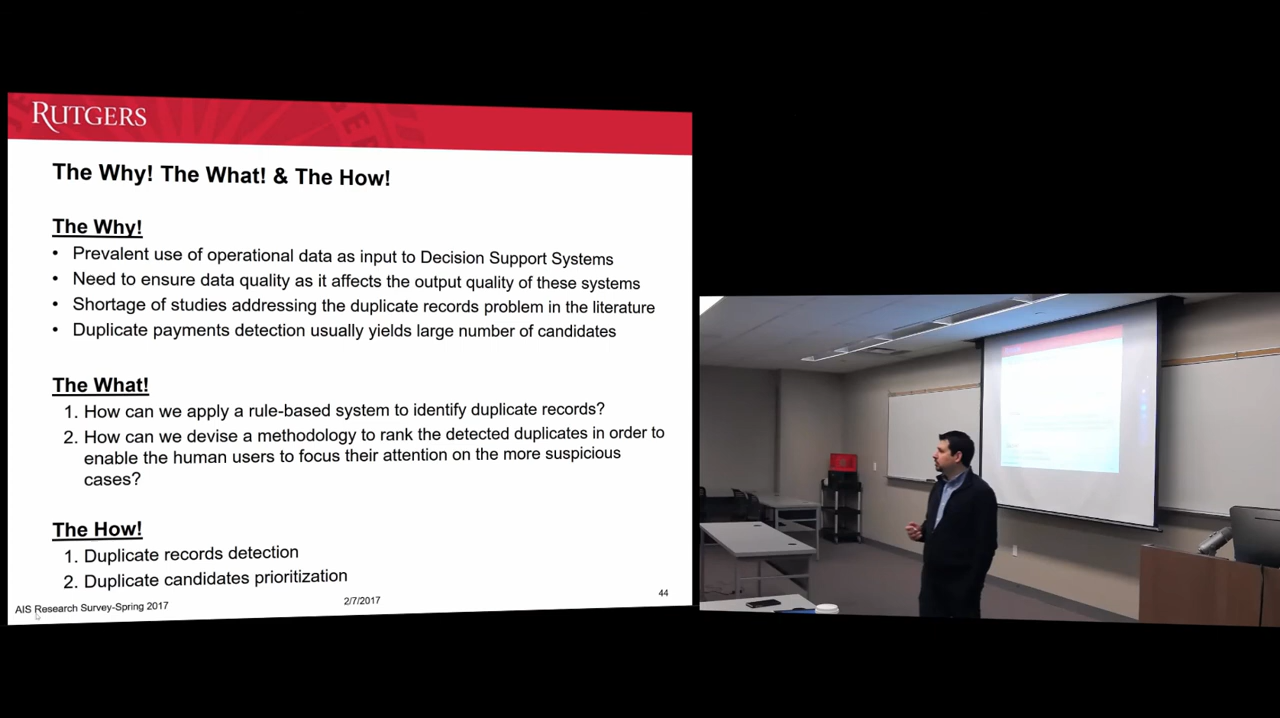 RUTGERS
The Why! The What! & The How!
The Why!
• Prevalent use of operational data as input to Decision Support Systems
• Need to ensure data quality as it affects the output quality of these systems
• Shortage of studies addressing the duplicate records problem in the literature
• Duplicate payments detection usually yields large number of candidates
The What!
1. How can we apply a rule-based system to identify duplicate records?
2. How can we devise a methodology to rank the detected duplicates in order to
enable the human users to focus their attention on the more suspicious
cases?
The How!
1. Duplicate records detection
2. Duplicate candidates prioritization
AIS Research Survey-Spring 2017
2/7/2017
44